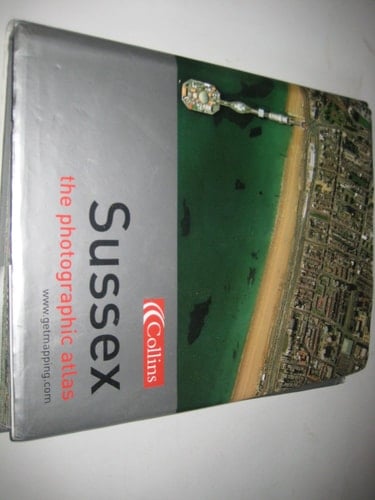 Collins
Sussex
the photographic atlas
www.getmapping.com